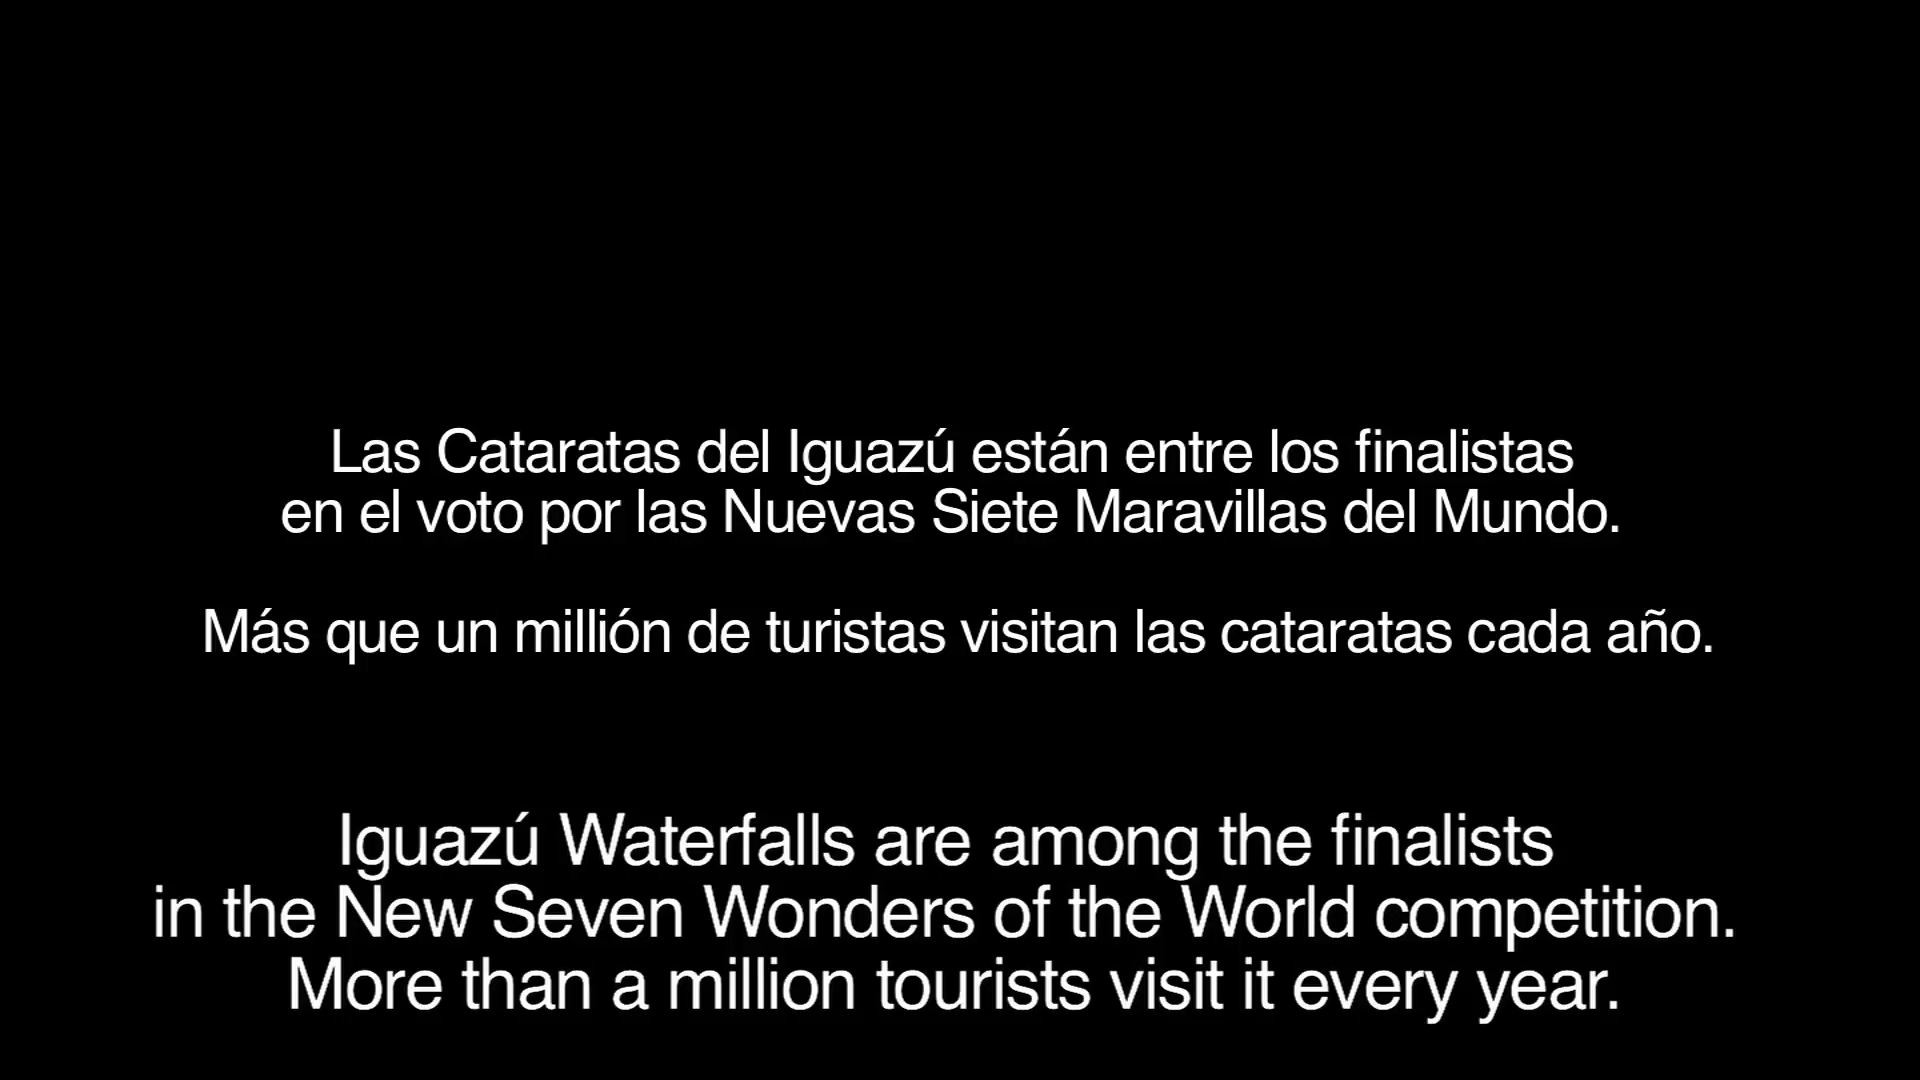 Las Cataratas del Iguazú están entre los finalistas
en el voto por las Nuevas Siete Maravillas del Mundo.
Más que un millión de turistas visitan las cataratas cada año.
Iguazú Waterfalls are among the finalists
in the New Seven Wonders of the World competition.
More than a million tourists visit it every year.